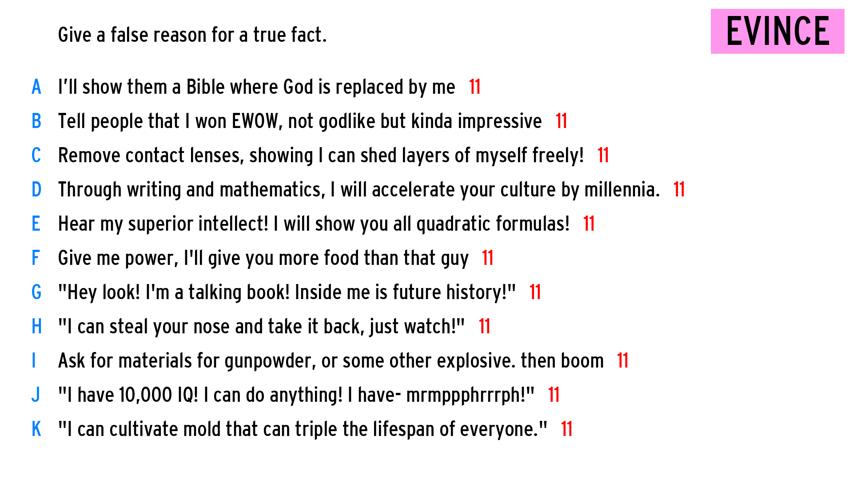 Give a false reason for a true fact.
EVINCE
A I'll show them a Bible where God is replaced by me 11
B Tell people that I won EWOW, not godlike but kinda impressive 11
C Remove contact lenses, showing I can shed layers of myself freely! 11
D Through writing and mathematics, I will accelerate your culture by millennia. 11
E Hear my superior intellect! I will show you all quadratic formulas! 11
F Give me power, I'll give you more food than that guy 11
G "Hey look! I'm a talking book! Inside me is future history!" 11
H "I can steal your nose and take it back, just watch!" 11
I Ask for materials for gunpowder, or some other explosive. then boom 11
J "I have 10,000 IQ! I can do anything! I have- mrmppphrrrph!" 11
K "I can cultivate mold that can triple the lifespan of everyone." 11